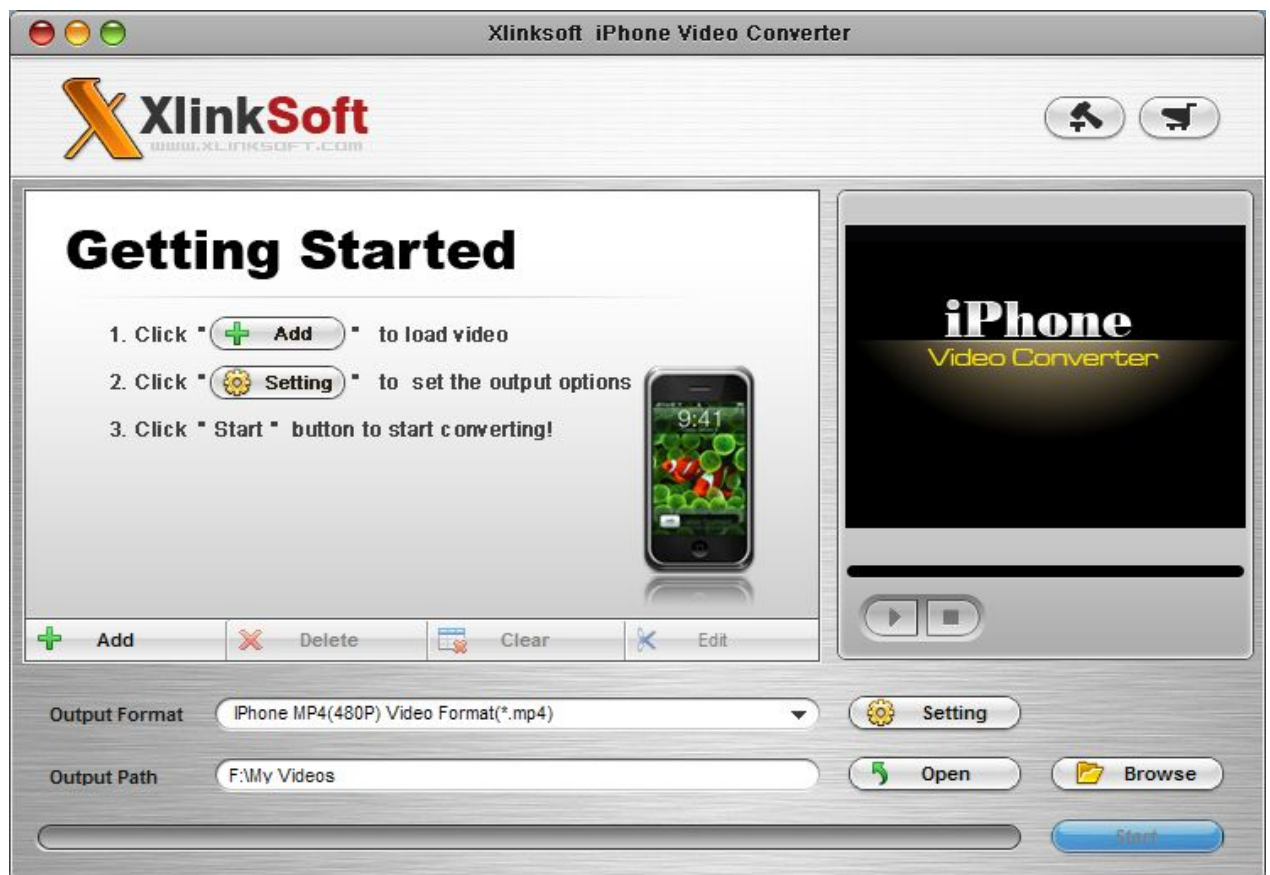 Xlinksoft iPhone Video Converter
XlinkSoft
www.XLinkSoft.com
Getting Started
1. Click " Add " to load video
2. Click " Setting " to set the output options
3. Click " Start " button to start converting!
9:41
iPhone
Video Converter
Add Delete Clear Edit
Output Format IPhone MP4(480P) Video Format(*.mp4) Setting
Output Path F:\My Videos Open Browse
Start